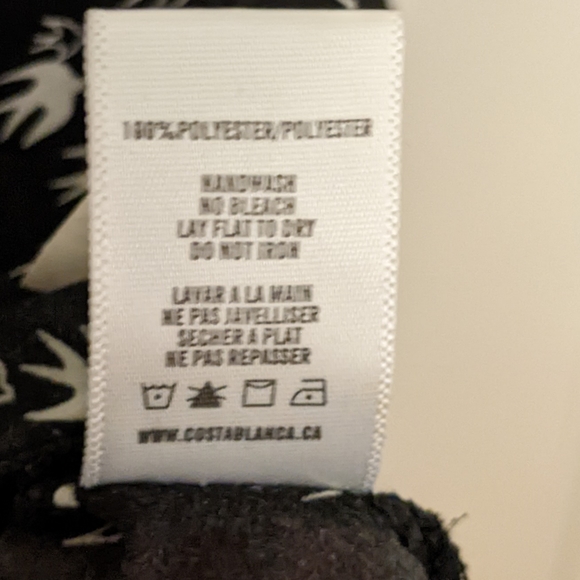 100%POLYESTER/POLYESTER
HANDWASH
NO BLEACH
LAY FLAT TO DRY
DO NOT IRON
LAVAR A LA MAIN
NE PAS JAVELLISER
SECHER A PLAT
NE PAS REPASSER
WWW.COSTABLANCA.CA